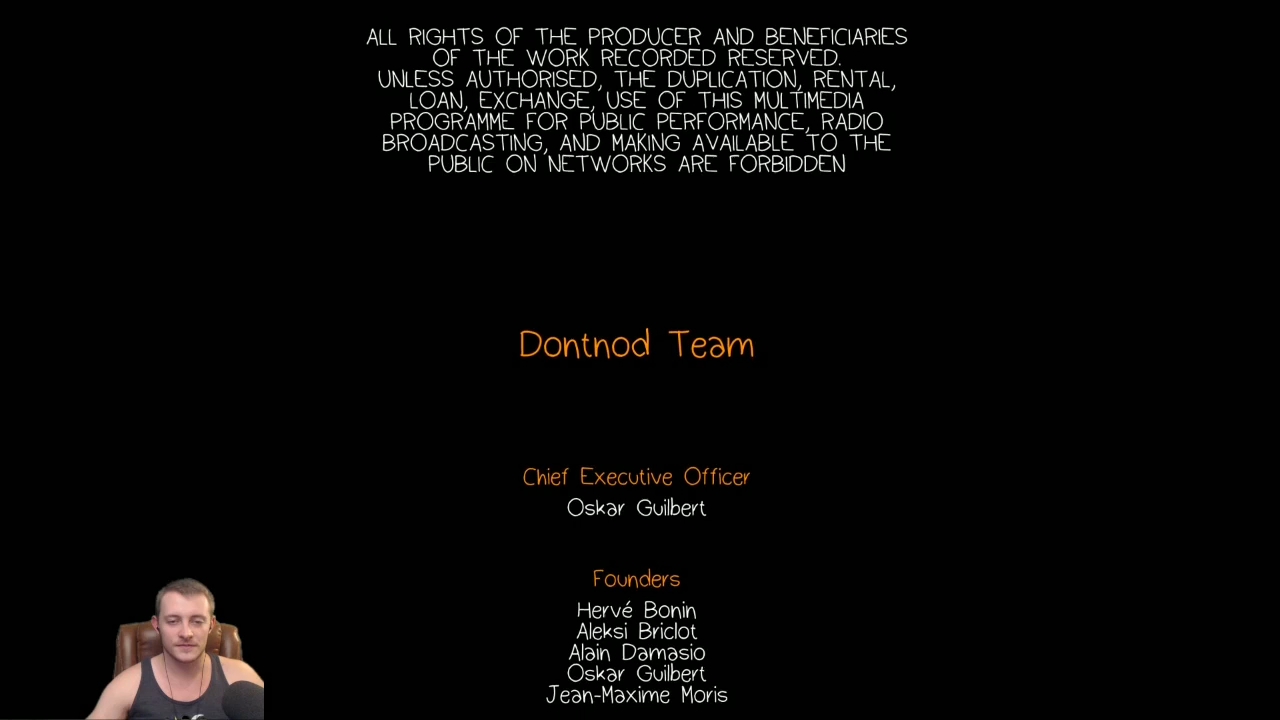 ALL RIGHTS OF THE PRODUCER AND BENEFICIARIES
OF THE WORK RECORDED RESERVED.
UNLESS AUTHORISED, THE DUPLICATION, RENTAL,
LOAN, EXCHANGE, USE OF THIS MULTIMEDIA
PROGRAMME FOR PUBLIC PERFORMANCE, RADIO
BROADCASTING, AND MAKING AVAILABLE TO THE
PUBLIC ON NETWORKS ARE FORBIDDEN
Dontnod Team
Chief Executive Officer
Oskar Guilbert
Founders
Hervé Bonin
Aleksi Briclot
Alain Damasio
Oskar Guilbert
Jean-Maxime Moris